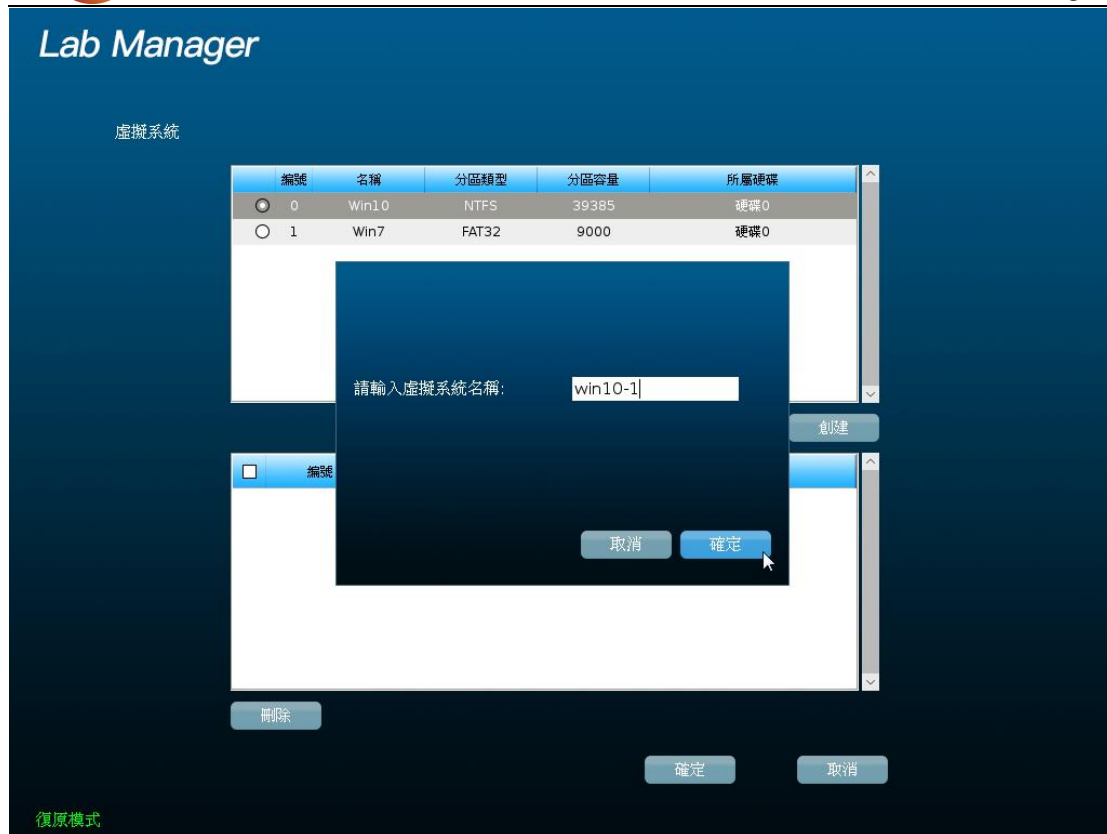 Lab Manager
虛擬系統
編號 名稱 分區類型 分區容量 所屬硬碟
0 Win10 NTFS 39385 硬碟0
1 Win7 FAT32 9000 硬碟0
請輸入虛擬系統名稱: win10-1
創建
編號
取消 確定
刪除
確定 取消
復原模式